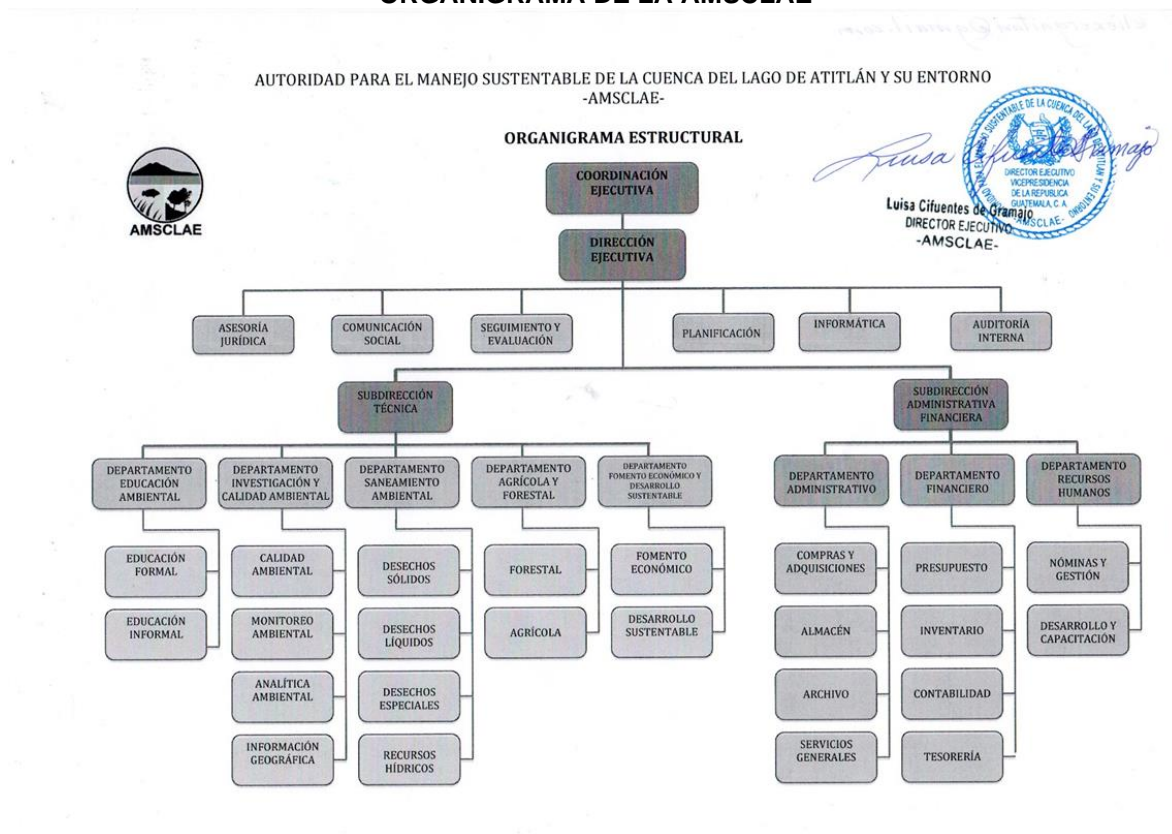 ORGANIGRAMA DE LA AMSCLAE
AUTORIDAD PARA EL MANEJO SUSTENTABLE DE LA CUENCA DEL LAGO DE ATITLÁN Y SU ENTORNO
-AMSCLAE-
ORGANIGRAMA ESTRUCTURAL
AMSCLAE
Luisa Cifuentes de Gramajo
DIRECTOR EJECUTIVO
-AMSCLAE-
DIRECTOR EJECUTIVO
VICEPRESIDENCIA
DE LA REPUBLICA
GUATEMALA, C. A.
COORDINACIÓN
EJECUTIVA
DIRECCIÓN
EJECUTIVA
ASESORÍA
JURÍDICA
COMUNICACIÓN
SOCIAL
SEGUIMIENTO Y
EVALUACIÓN
PLANIFICACIÓN
INFORMÁTICA
AUDITORÍA
INTERNA
SUBDIRECCIÓN
TÉCNICA
SUBDIRECCIÓN
ADMINISTRATIVA
FINANCIERA
DEPARTAMENTO
EDUCACIÓN
AMBIENTAL
DEPARTAMENTO
INVESTIGACIÓN Y
CALIDAD AMBIENTAL
DEPARTAMENTO
SANEAMIENTO
AMBIENTAL
DEPARTAMENTO
AGRÍCOLA Y
FORESTAL
DEPARTAMENTO
FOMENTO ECONÓMICO Y
DESARROLLO
SUSTENTABLE
DEPARTAMENTO
ADMINISTRATIVO
DEPARTAMENTO
FINANCIERO
DEPARTAMENTO
RECURSOS
HUMANOS
EDUCACIÓN
FORMAL
EDUCACIÓN
INFORMAL
CALIDAD
AMBIENTAL
MONITOREO
AMBIENTAL
ANALÍTICA
AMBIENTAL
INFORMACIÓN
GEOGRÁFICA
DESECHOS
SÓLIDOS
DESECHOS
LÍQUIDOS
DESECHOS
ESPECIALES
RECURSOS
HÍDRICOS
FORESTAL
AGRÍCOLA
FOMENTO
ECONÓMICO
DESARROLLO
SUSTENTABLE
COMPRAS Y
ADQUISICIONES
ALMACÉN
ARCHIVO
SERVICIOS
GENERALES
PRESUPUESTO
INVENTARIO
CONTABILIDAD
TESORERÍA
NÓMINAS Y
GESTIÓN
DESARROLLO Y
CAPACITACIÓN